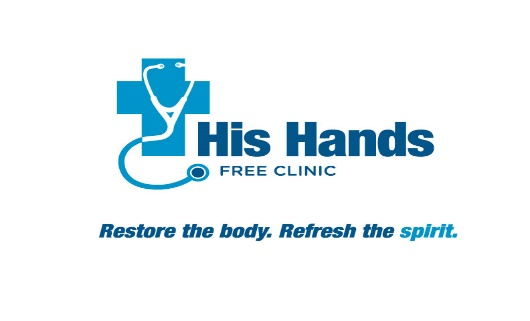 His Hands
FREE CLINIC
Restore the body. Refresh the spirit.